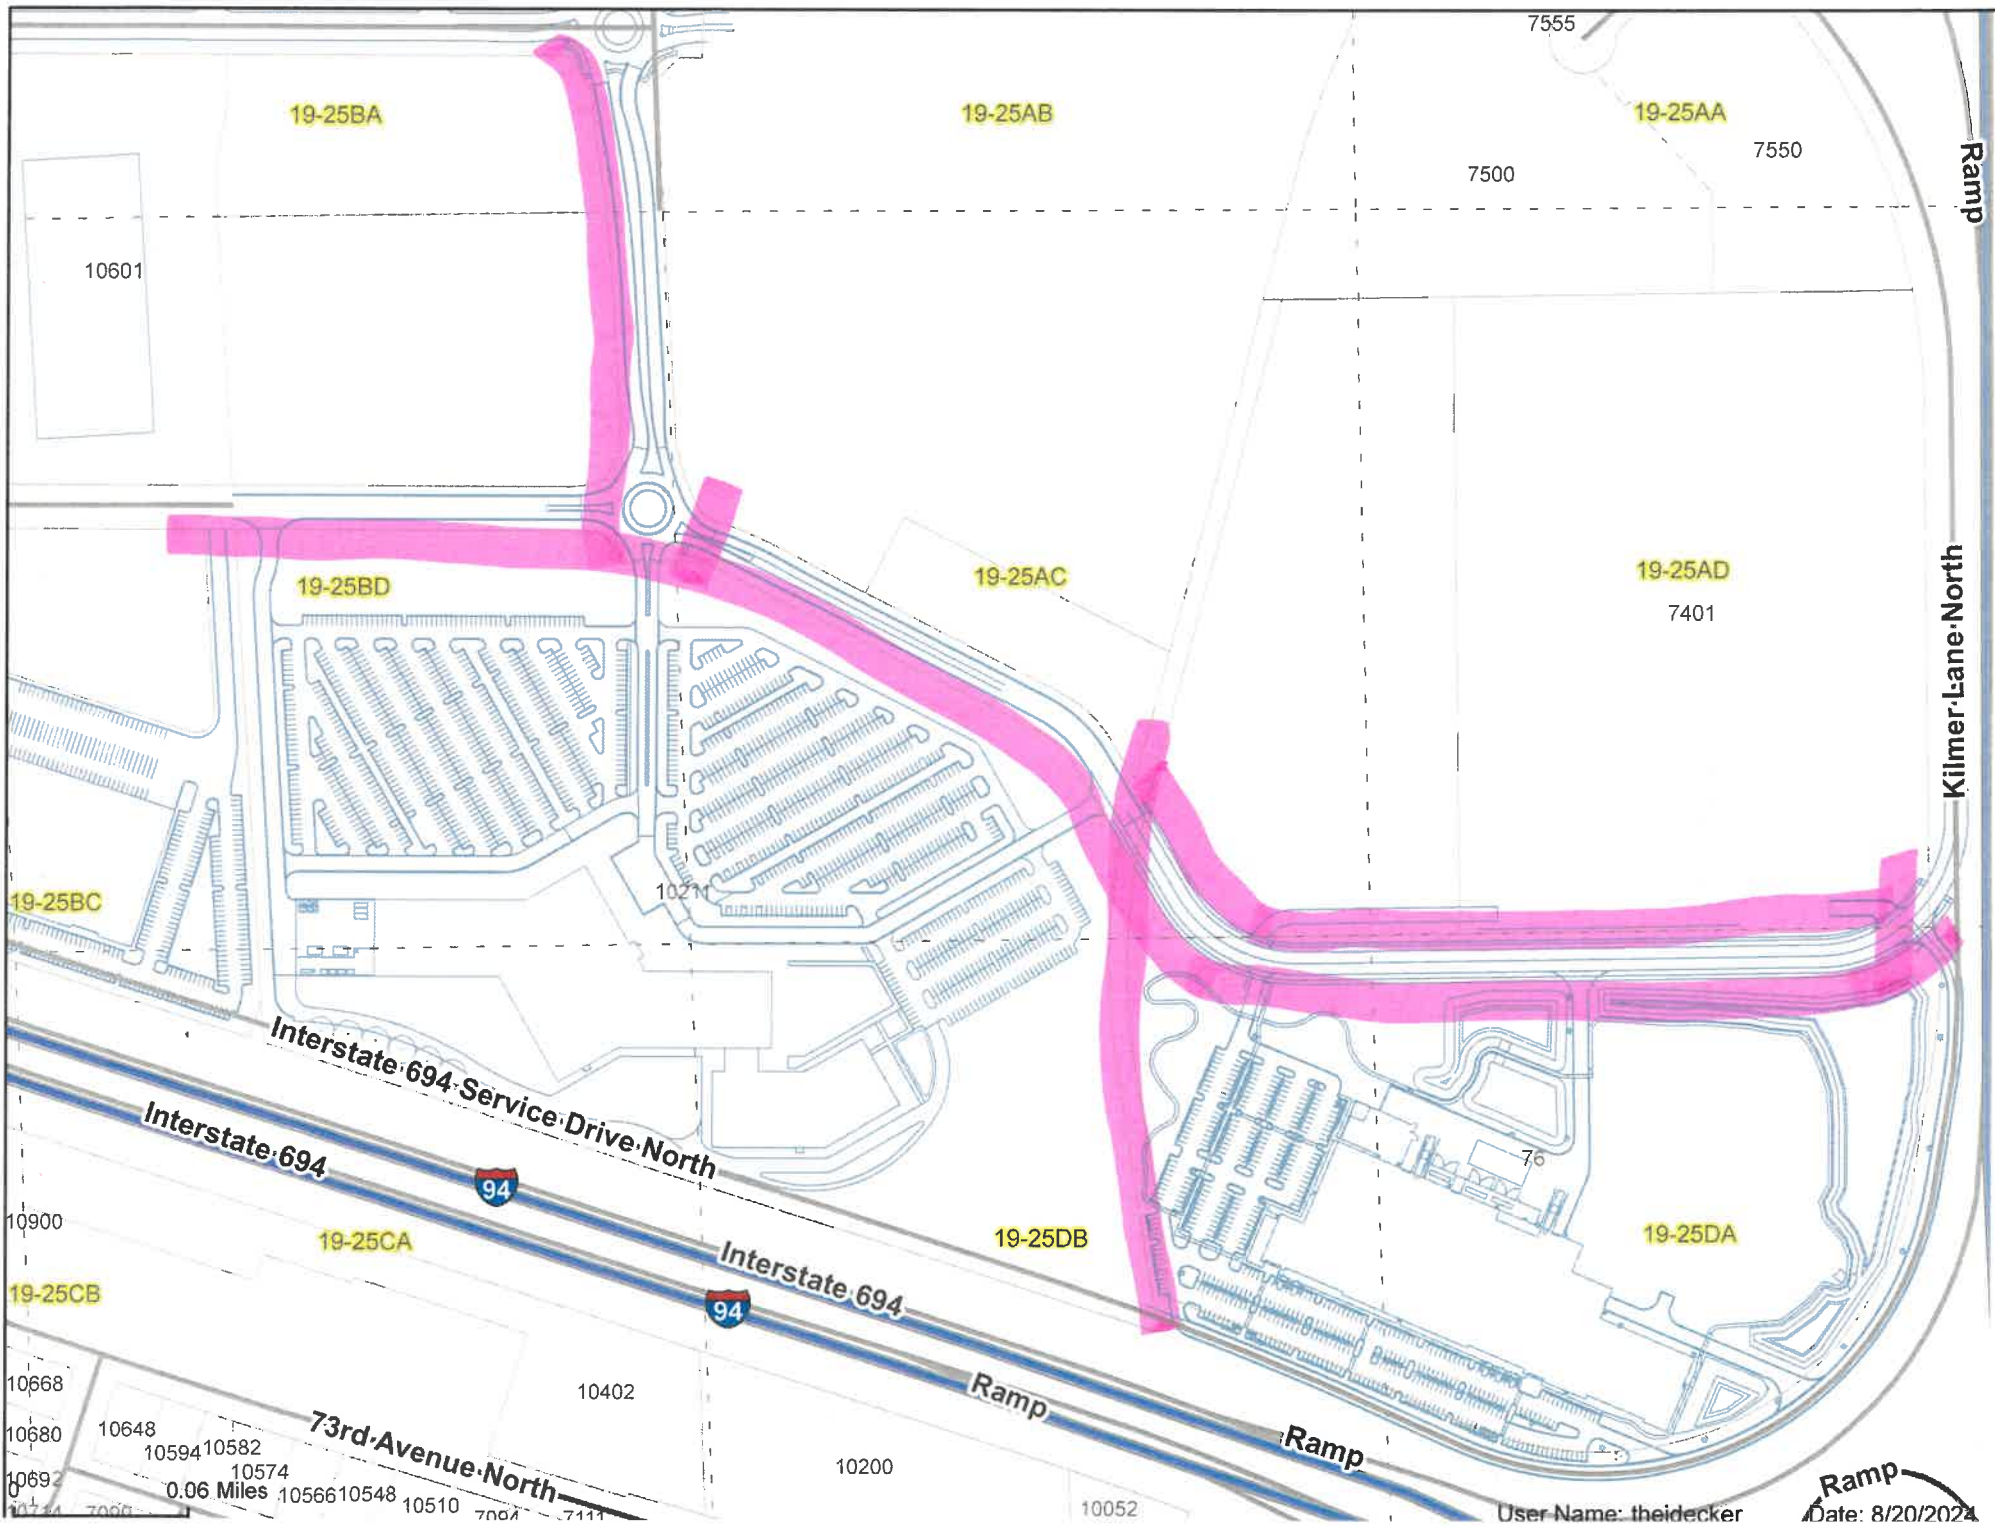 7555
19-25BA
19-25AB
19-25AA
7550
7500
Ramp
10601
19-25BD
19-25AC
19-25AD
7401
Kilmer Lane North
10211
19-25BC
Interstate 694 Service Drive North
Interstate 694
94
76
10900
19-25CA
19-25DB
19-25DA
Interstate 694
94
19-25CB
10668
10402
Ramp
Ramp
10680
10648
10594
10582
73rd Avenue North
10574
10200
Ramp
10692
0
0.06 Miles
10566
10548
10510
7094
7111
10052
User Name: theidecker
Date: 8/20/2024